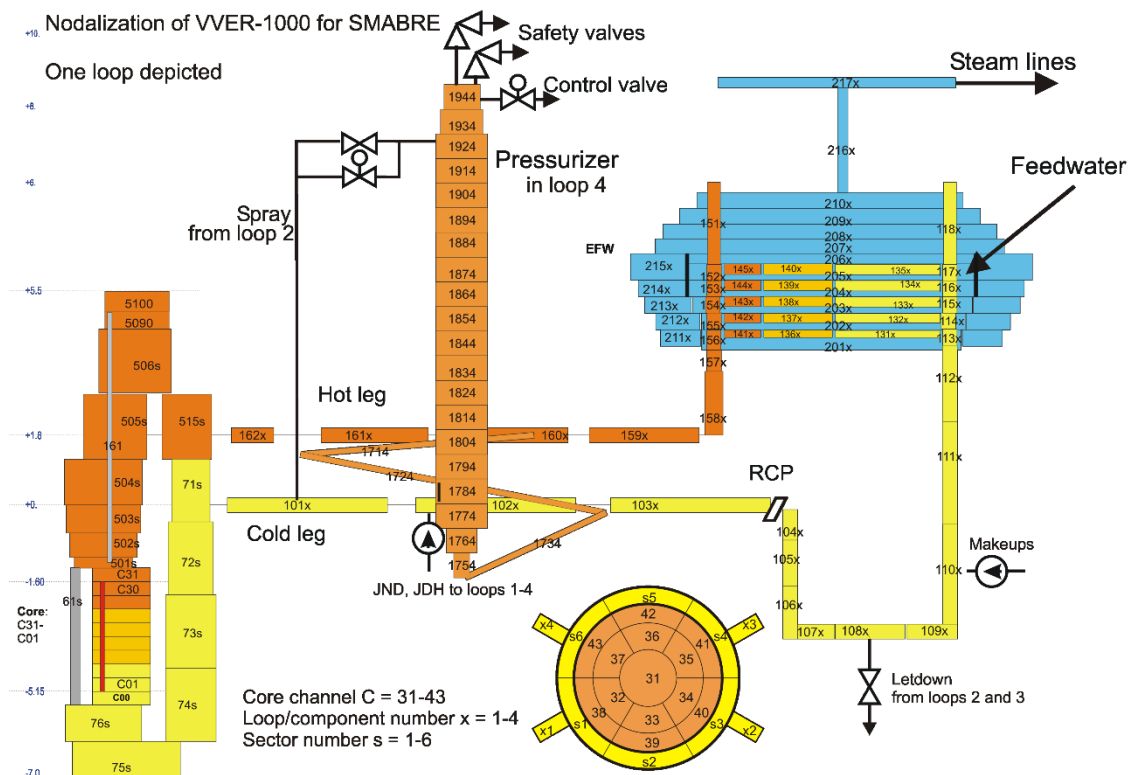 Nodalization of VVER-1000 for SMABRE
One loop depicted
+10.
+8.
+6.
+5.5
+1.8
+0.
-1.60
-5.15
-7.0
Safety valves
Control valve
Steam lines
Feedwater
Pressurizer
in loop 4
Spray
from loop 2
EFW
Hot leg
Cold leg
RCP
Makeups
JND, JDH to loops 1-4
Letdown
from loops 2 and 3
Core:
C31-
C01
Core channel C = 31-43
Loop/component number x = 1-4
Sector number s = 1-6
1944
1934
1924
1914
1904
1894
1884
1874
1864
1854
1844
1834
1824
1814
1804
1794
1784
1774
1764
1754
1714
1724
1734
217x
216x
210x
209x
208x
207x
206x
205x
204x
203x
202x
201x
215x
214x
213x
212x
211x
151x
152x
153x
154x
155x
156x
157x
158x
145x
144x
143x
142x
141x
140x
139x
138x
137x
136x
135x
134x
133x
132x
131x
118x
117x
116x
115x
114x
113x
112x
111x
110x
162x
161x
160x
159x
101x
102x
103x
104x
105x
106x
107x
108x
109x
5100
5090
506s
505s
515s
161
504s
503s
502s
501s
C31
C30
61s
C01
C00
71s
72s
73s
74s
76s
75s
s5
42
x4
s6
43
36
41
s4
x3
37
35
31
32
34
x1
s1
38
33
40
s3
x2
39
s2